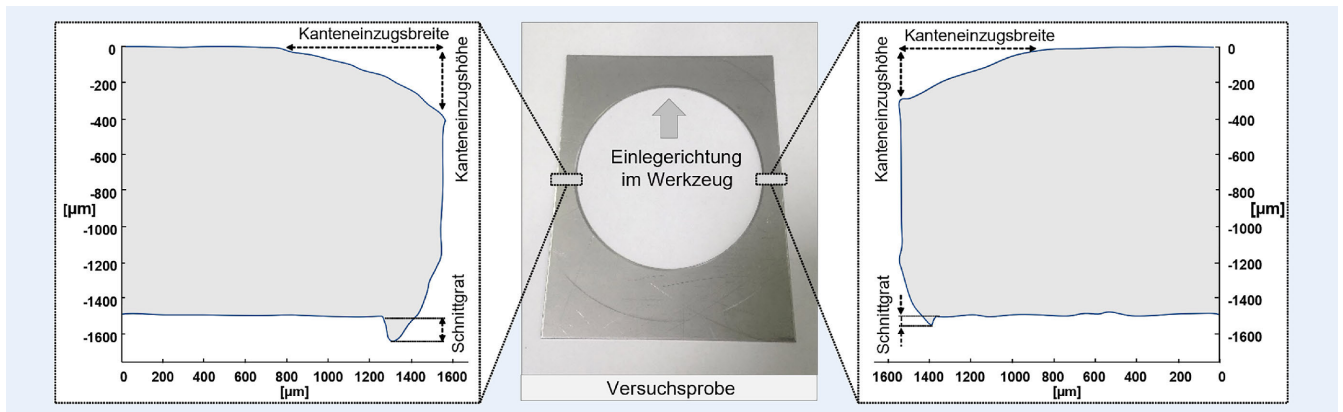 Kanteneinzugsbreite
Kanteneinzugshöhe
Schnittgrat
0
-200
-400
-600
-800
[µm]
-1000
-1200
-1400
-1600
0 200 400 600 800 1000 1200 1400 1600
[µm]
Einlegerichtung
im Werkzeug
Versuchsprobe
Kanteneinzugsbreite
Kanteneinzugshöhe
Schnittgrat
0
-200
-400
-600
-800
[µm]
-1000
-1200
-1400
-1600
1600 1400 1200 1000 800 600 400 200 0
[µm]